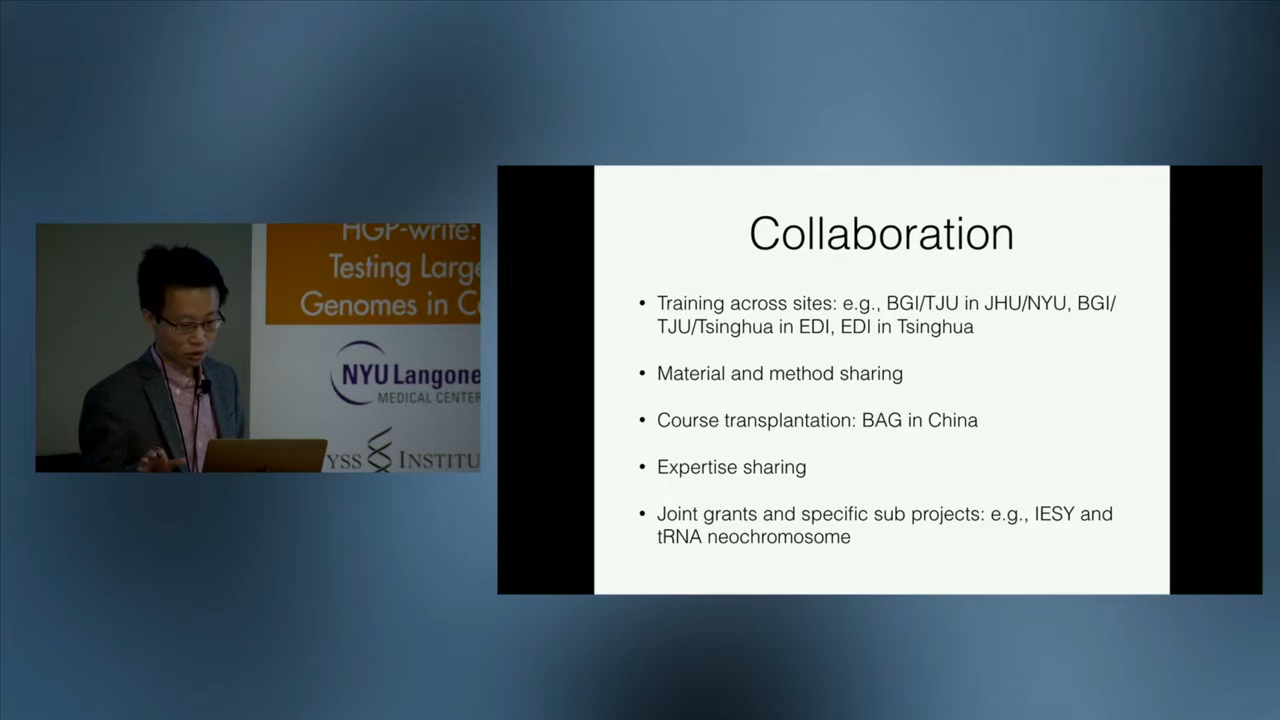 HGP-write:
Testing Large
Genomes in C
NYU Langone
MEDICAL CENTER
YSS INSTITU
Collaboration
• Training across sites: e.g., BGI/TJU in JHU/NYU, BGI/
TJU/Tsinghua in EDI, EDI in Tsinghua
• Material and method sharing
• Course transplantation: BAG in China
• Expertise sharing
• Joint grants and specific sub projects: e.g., IESY and
tRNA neochromosome